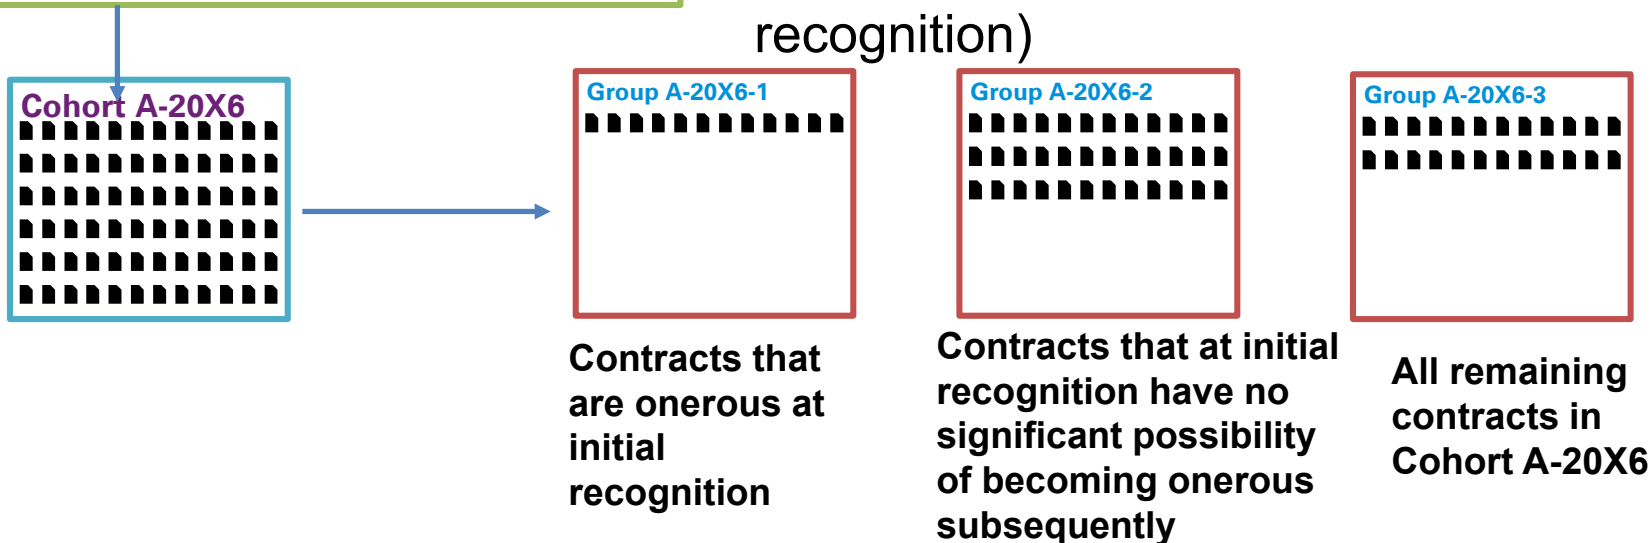 recognition)
Cohort A-20X6
Group A-20X6-1
Group A-20X6-2
Group A-20X6-3
Contracts that
are onerous at
initial
recognition
Contracts that at initial
recognition have no
significant possibility
of becoming onerous
subsequently
All remaining
contracts in
Cohort A-20X6